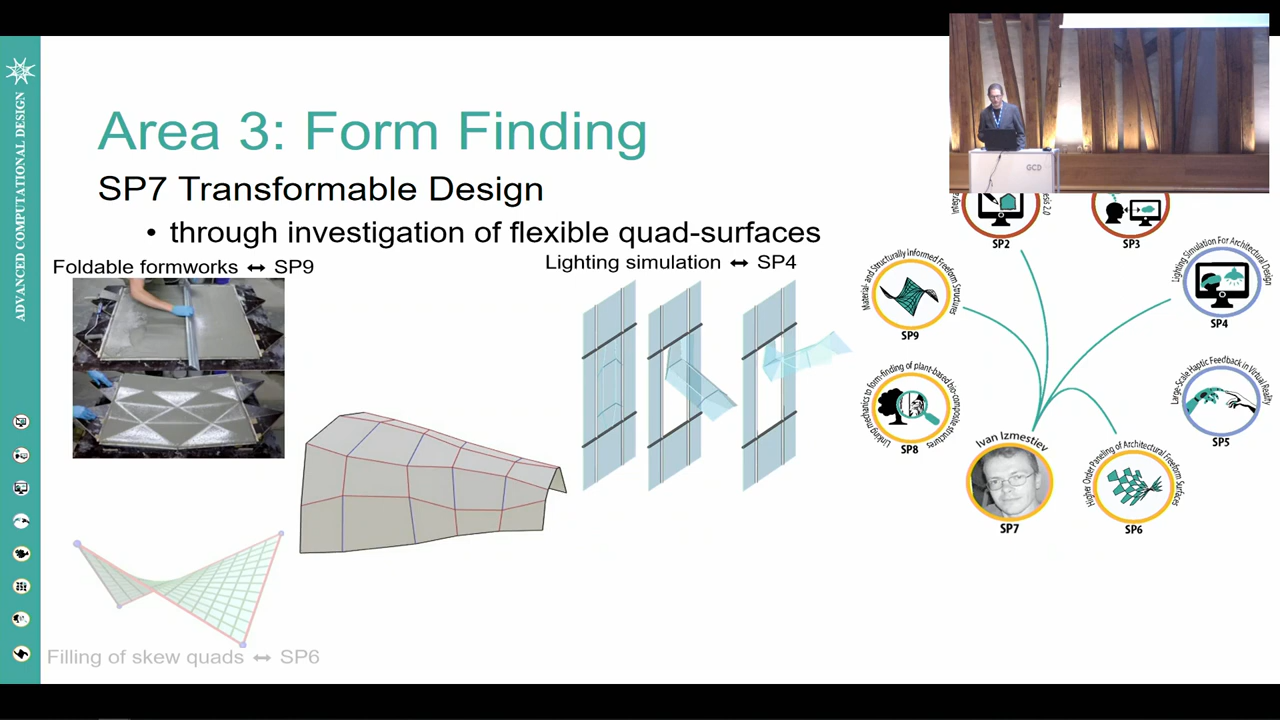 ADVANCED COMPUTATIONAL DESIGN
Area 3: Form Finding
SP7 Transformable Design
• through investigation of flexible quad-surfaces
Foldable formworks ↔ SP9
Lighting simulation ↔ SP4
Filling of skew quads ↔ SP6
GCD
SP2
SP3
Material- and Structurally Informed Freeform Structures
SP9
Lighting Simulation For Architectural Design
SP4
Linking mechanics to form-finding of plant-based bio-composite structures
SP8
Large-Scale Haptic Feedback in Virtual Reality
SP5
Ivan Izmestiev
SP7
Higher Order Paneling of Architectural Freeform Surfaces
SP6